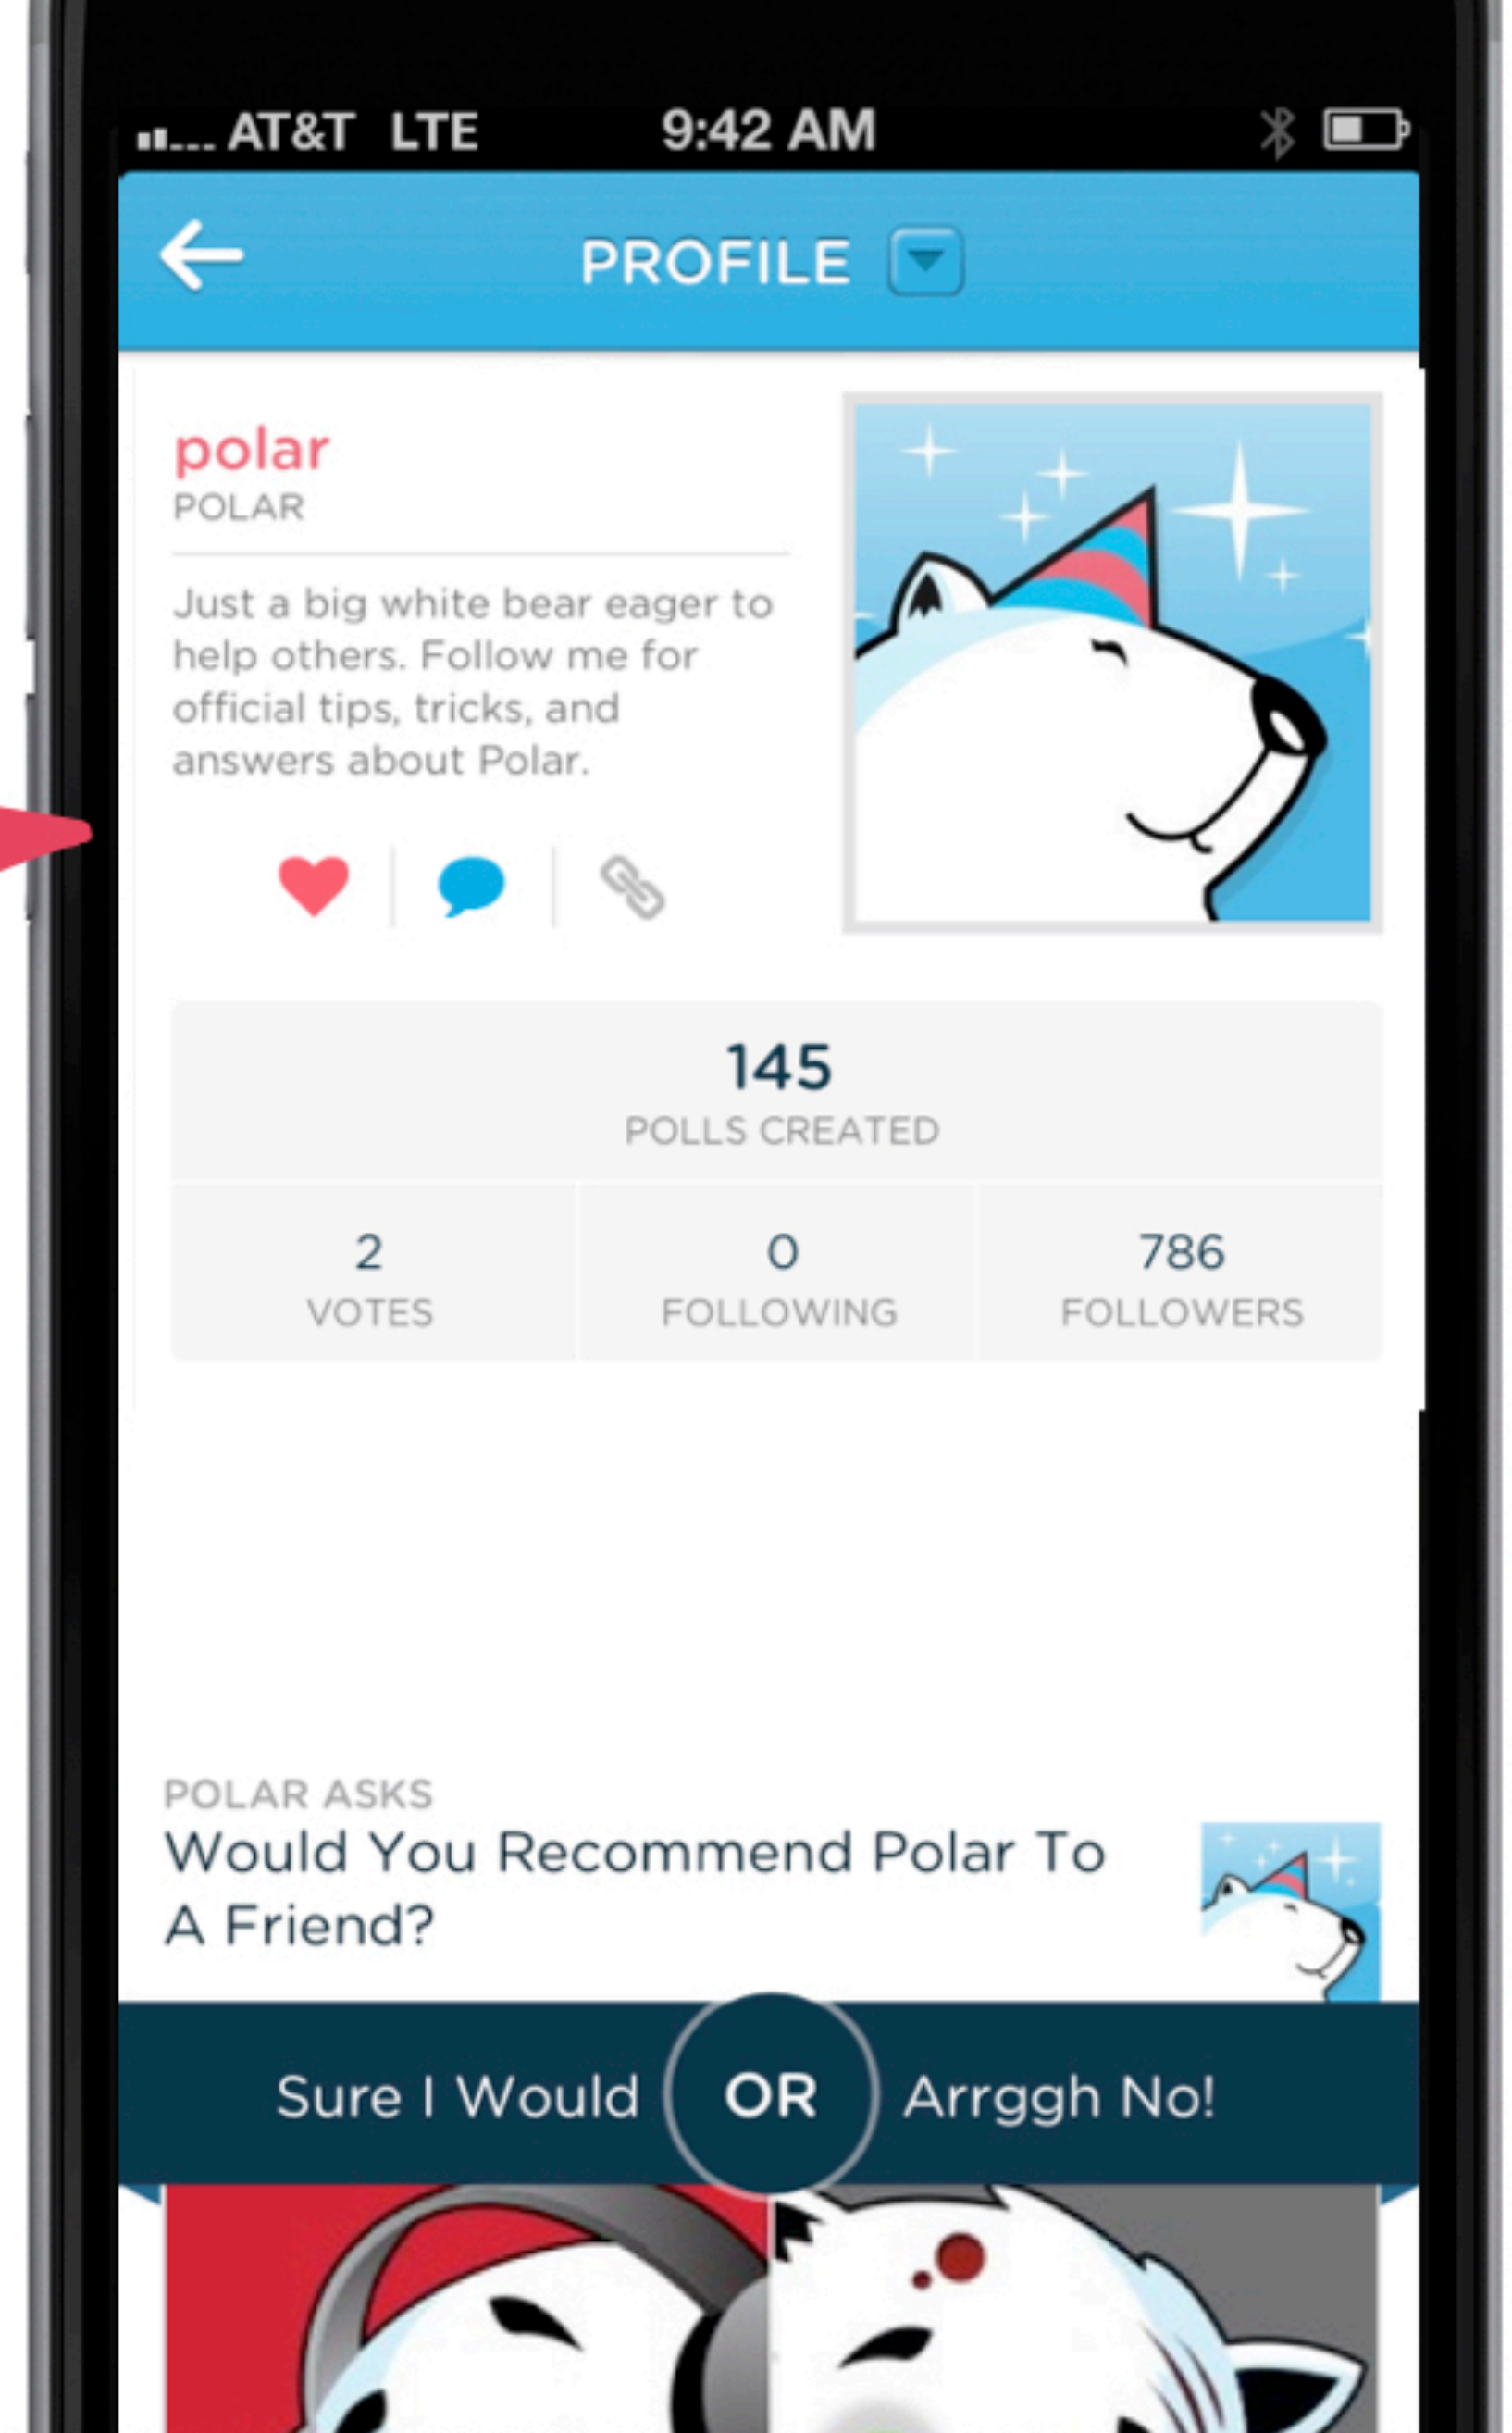 AT&T LTE 9:42 AM
PROFILE
polar
POLAR
Just a big white bear eager to
help others. Follow me for
official tips, tricks, and
answers about Polar.
145
POLLS CREATED
2 0 786
VOTES FOLLOWING FOLLOWERS
POLAR ASKS
Would You Recommend Polar To
A Friend?
Sure I Would OR Arrggh No!